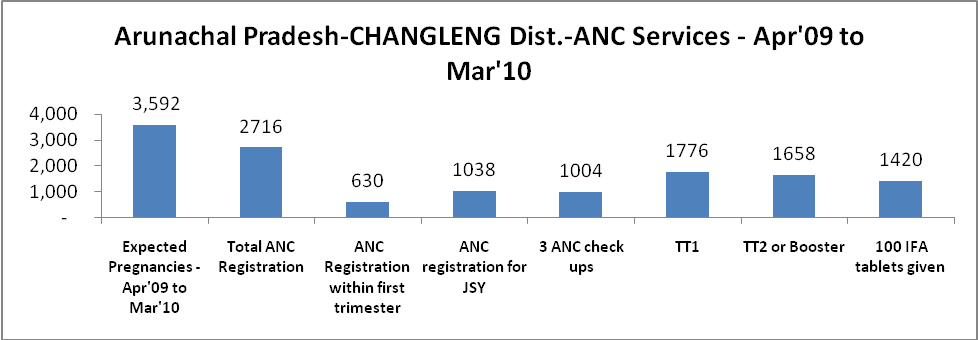 Arunachal Pradesh-CHANGLENG Dist.-ANC Services - Apr'09 to
Mar'10
4,000
3,000
2,000
1,000
-
3,592
2716
630
1038
1004
1776
1658
1420
Expected
Pregnancies -
Apr'09 to
Mar'10
Total ANC
Registration
ANC
Registration
within first
trimester
ANC
registration for
JSY
3 ANC check
ups
TT1
TT2 or Booster
100 IFA
tablets given